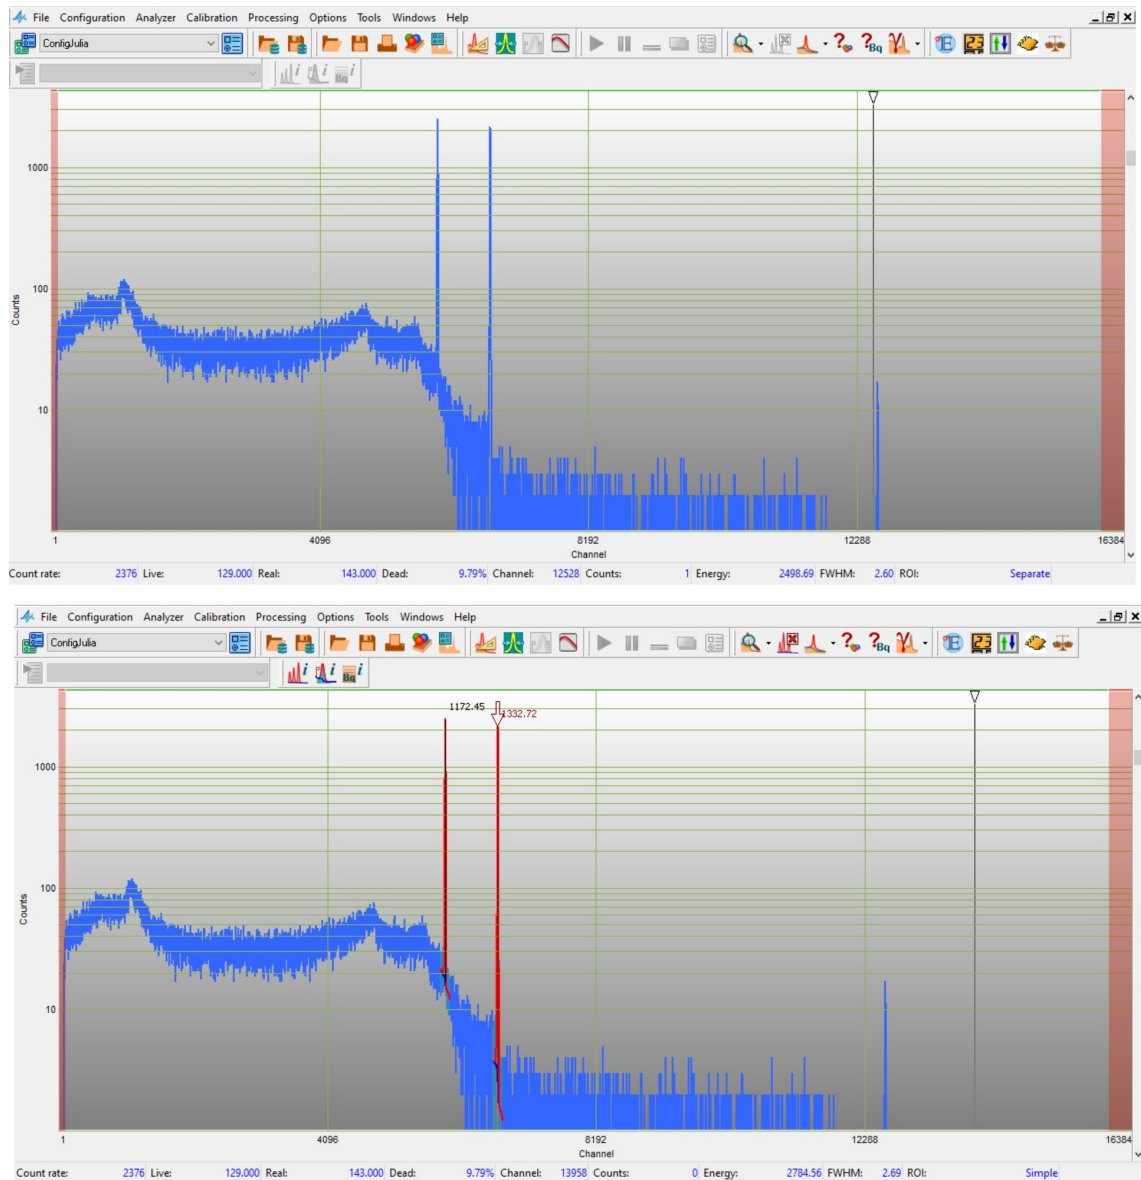 File Configuration Analyzer Calibration Processing Options Tools Windows Help
ConfigJulia
i i Bq i
1000
100
10
Counts
1 4096 8192 12288 16384
Channel
Count rate: 2376 Live: 129.000 Real: 143.000 Dead: 9.79% Channel: 12528 Counts: 1 Energy: 2498.69 FWHM: 2.60 ROI: Separate
File Configuration Analyzer Calibration Processing Options Tools Windows Help
ConfigJulia
i i Bq i
1172.45 1332.72
1000
100
10
Counts
1 4096 8192 12288 16384
Channel
Count rate: 2376 Live: 129.000 Real: 143.000 Dead: 9.79% Channel: 13958 Counts: 0 Energy: 2784.56 FWHM: 2.69 ROI: Simple